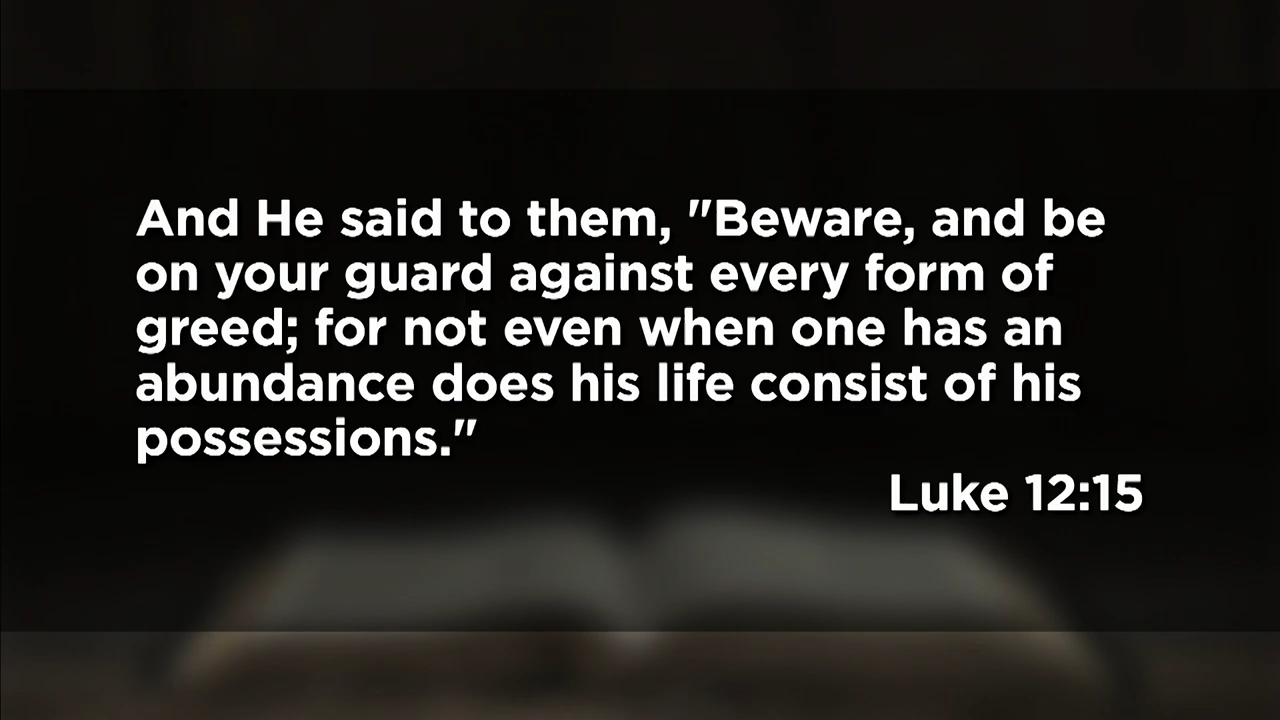 And He said to them, "Beware, and be
on your guard against every form of
greed; for not even when one has an
abundance does his life consist of his
possessions."
Luke 12:15